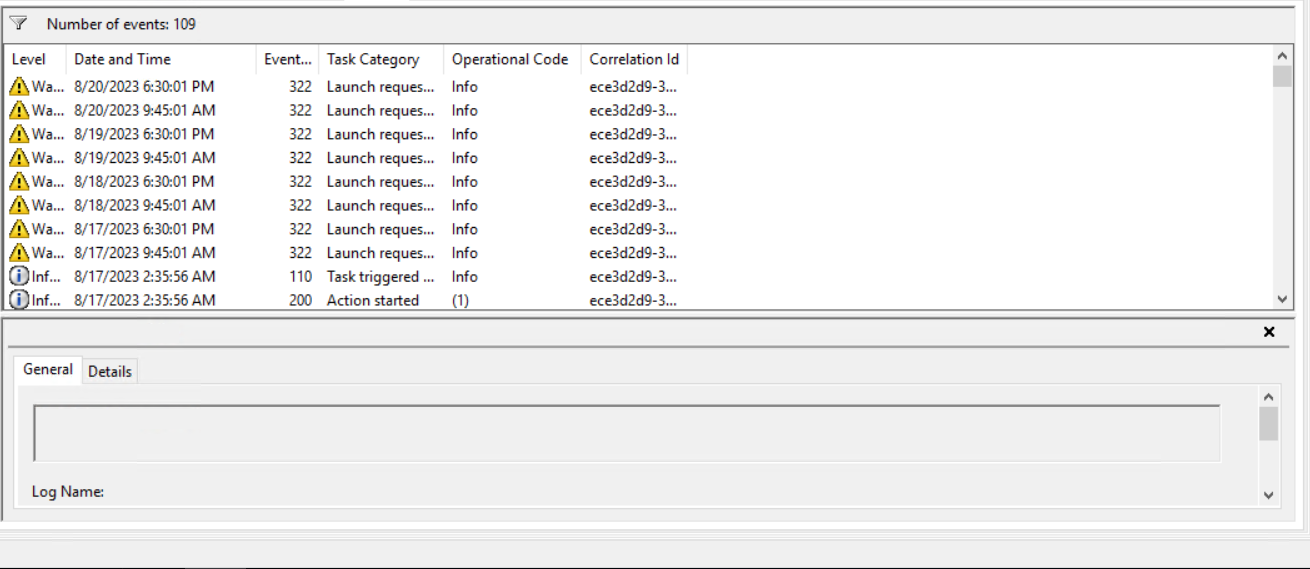 Number of events: 109
Level Date and Time Event... Task Category Operational Code Correlation Id
Wa... 8/20/2023 6:30:01 PM 322 Launch reques... Info ece3d2d9-3...
Wa... 8/20/2023 9:45:01 AM 322 Launch reques... Info ece3d2d9-3...
Wa... 8/19/2023 6:30:01 PM 322 Launch reques... Info ece3d2d9-3...
Wa... 8/19/2023 9:45:01 AM 322 Launch reques... Info ece3d2d9-3...
Wa... 8/18/2023 6:30:01 PM 322 Launch reques... Info ece3d2d9-3...
Wa... 8/18/2023 9:45:01 AM 322 Launch reques... Info ece3d2d9-3...
Wa... 8/17/2023 6:30:01 PM 322 Launch reques... Info ece3d2d9-3...
Wa... 8/17/2023 9:45:01 AM 322 Launch reques... Info ece3d2d9-3...
Inf... 8/17/2023 2:35:56 AM 110 Task triggered ... Info ece3d2d9-3...
Inf... 8/17/2023 2:35:56 AM 200 Action started (1) ece3d2d9-3...
General Details
Log Name: